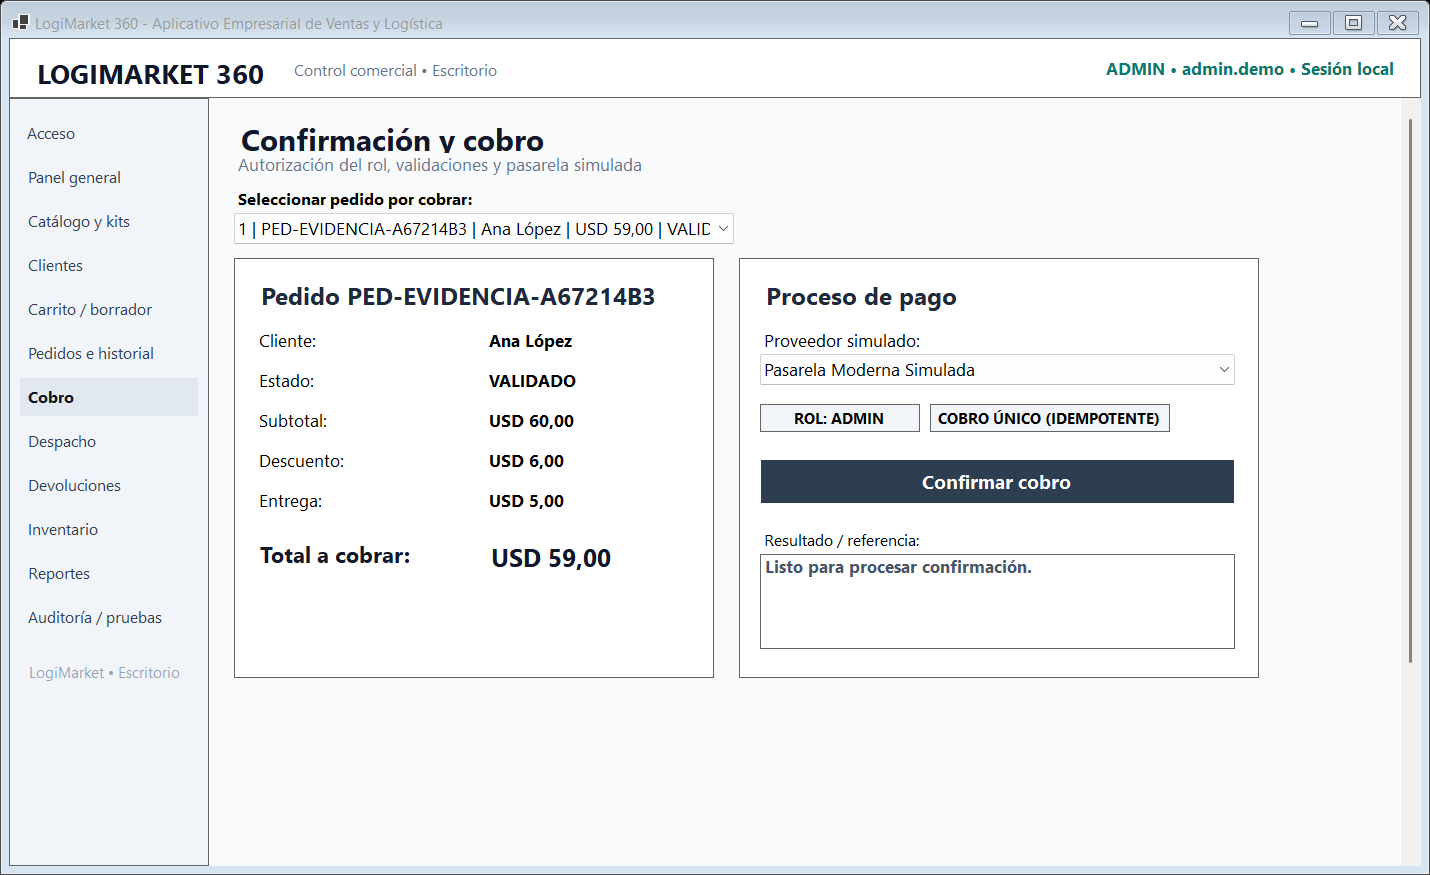 LogiMarket 360 - Aplicativo Empresarial de Ventas y Logística
LOGIMARKET 360
Control comercial • Escritorio
ADMIN • admin.demo • Sesión local
Acceso
Panel general
Catálogo y kits
Clientes
Carrito / borrador
Pedidos e historial
Cobro
Despacho
Devoluciones
Inventario
Reportes
Auditoría / pruebas
LogiMarket • Escritorio
Confirmación y cobro
Autorización del rol, validaciones y pasarela simulada
Seleccionar pedido por cobrar:
1 | PED-EVIDENCIA-A67214B3 | Ana López | USD 59,00 | VALID
Pedido PED-EVIDENCIA-A67214B3
Cliente: Ana López
Estado: VALIDADO
Subtotal: USD 60,00
Descuento: USD 6,00
Entrega: USD 5,00
Total a cobrar: USD 59,00
Proceso de pago
Proveedor simulado:
Pasarela Moderna Simulada
ROL: ADMIN
COBRO ÚNICO (IDEMPOTENTE)
Confirmar cobro
Resultado / referencia:
Listo para procesar confirmación.